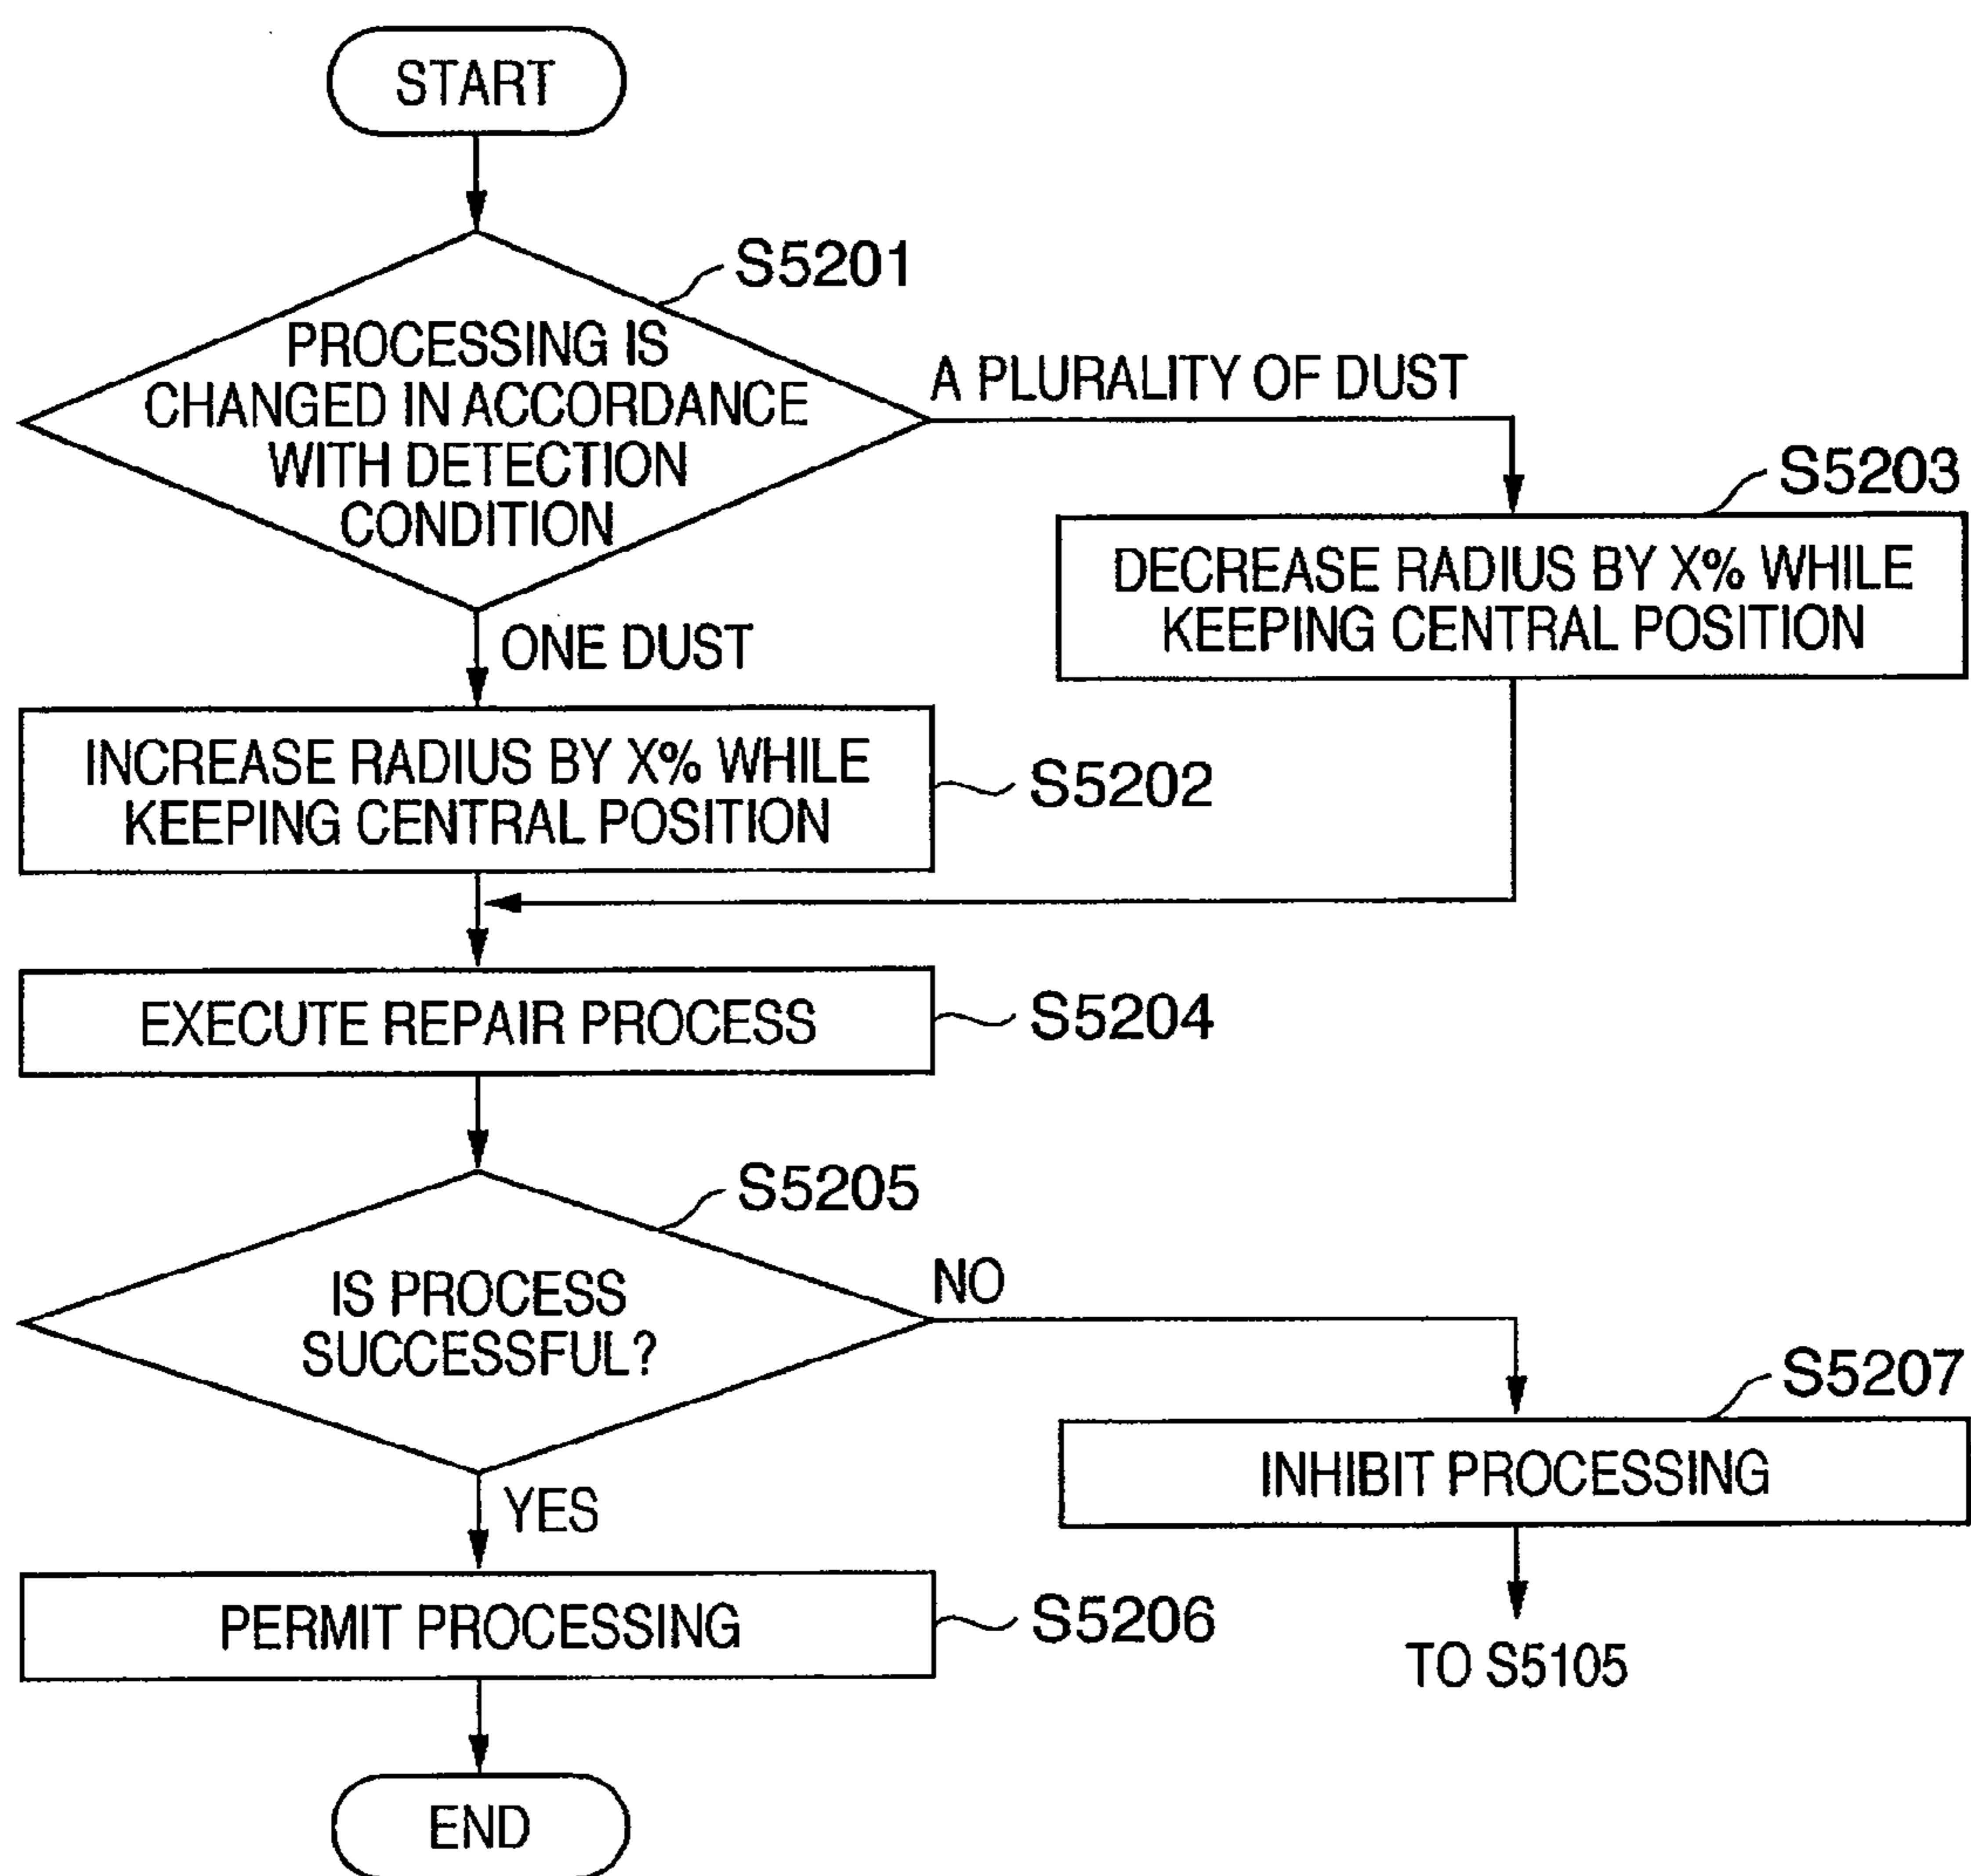 START
S5201
PROCESSING IS
CHANGED IN ACCORDANCE
WITH DETECTION
CONDITION
A PLURALITY OF DUST
S5203
DECREASE RADIUS BY X% WHILE
KEEPING CENTRAL POSITION
ONE DUST
INCREASE RADIUS BY X% WHILE
KEEPING CENTRAL POSITION
S5202
EXECUTE REPAIR PROCESS
S5204
S5205
IS PROCESS
SUCCESSFUL?
NO
S5207
INHIBIT PROCESSING
TO S5105
YES
PERMIT PROCESSING
S5206
END